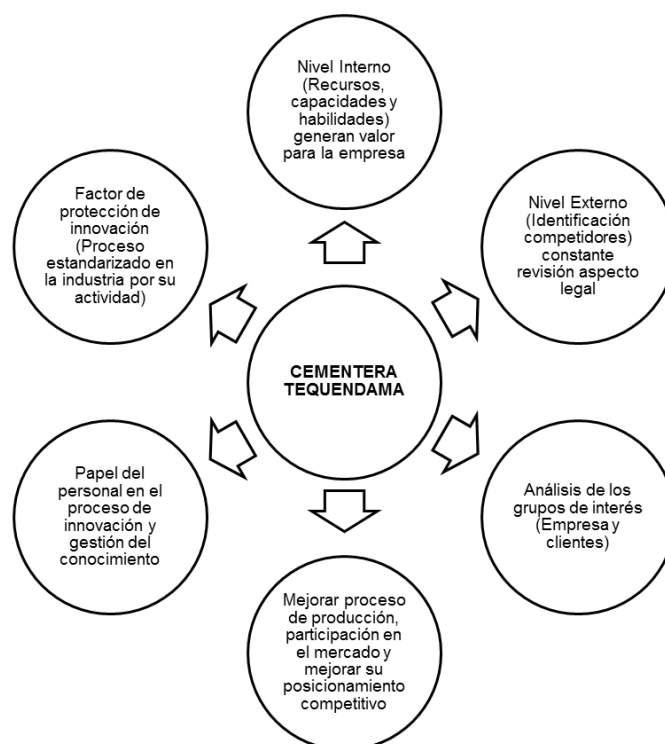 Nivel Interno
(Recursos,
capacidades y
habilidades)
generan valor
para la empresa
Nivel Externo
(Identificación
competidores)
constante
revisión aspecto
legal
Análisis de los
grupos de interés
(Empresa y
clientes)
Mejorar proceso
de producción,
participación en
el mercado y
mejorar su
posicionamiento
competitivo
Papel del
personal en el
proceso de
innovación y
gestión del
conocimiento
Factor de
protección de
innovación
(Proceso
estandarizado en
la industria por su
actividad)
CEMENTERA
TEQUENDAMA